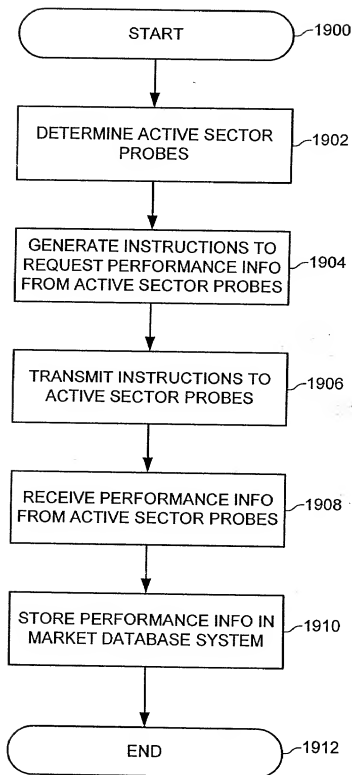 START
1900
DETERMINE ACTIVE SECTOR
PROBES
1902
GENERATE INSTRUCTIONS TO
REQUEST PERFORMANCE INFO
FROM ACTIVE SECTOR PROBES
1904
TRANSMIT INSTRUCTIONS TO
ACTIVE SECTOR PROBES
1906
RECEIVE PERFORMANCE INFO
FROM ACTIVE SECTOR PROBES
1908
STORE PERFORMANCE INFO IN
MARKET DATABASE SYSTEM
1910
END
1912